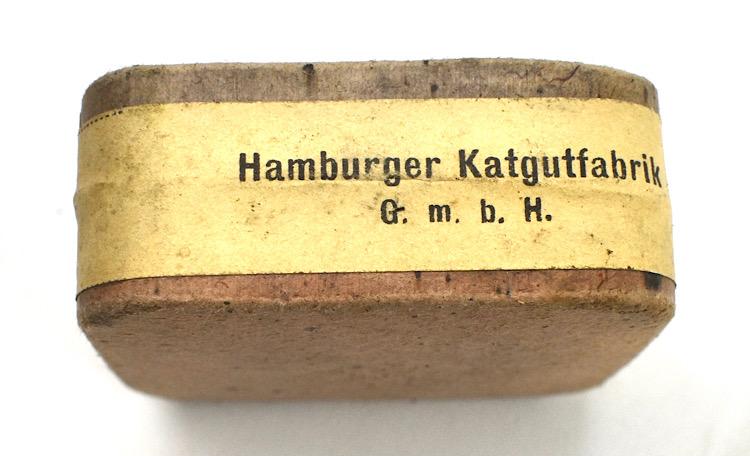 Hamburger Katgutfabrik
G. m. b. H.